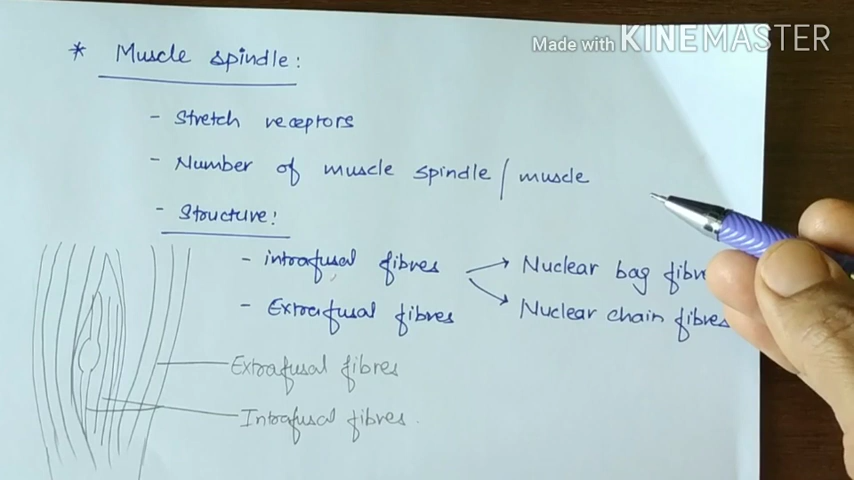 Made with KINEMASTER
* Muscle spindle:
- Stretch receptors
- Number of muscle spindle / muscle
- Structure:
- intrafusal fibres → Nuclear bag fibre
- Extrafusal fibres → Nuclear chain fibres
Extrafusal fibres
Intrafusal fibres.